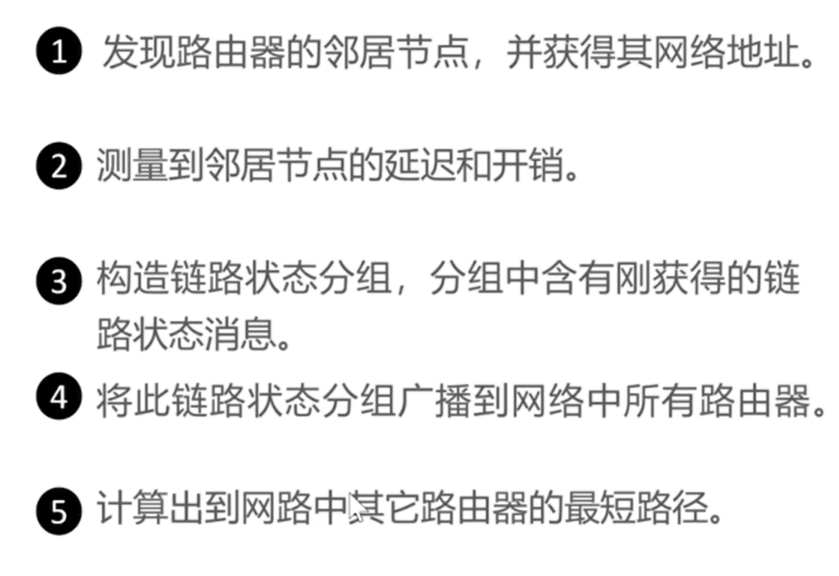 1 发现路由器的邻居节点，并获得其网络地址。
2 测量到邻居节点的延迟和开销。
3 构造链路状态分组，分组中含有刚获得的链
路状态消息。
4 将此链路状态分组广播到网络中所有路由器。
5 计算出到网路中其它路由器的最短路径。